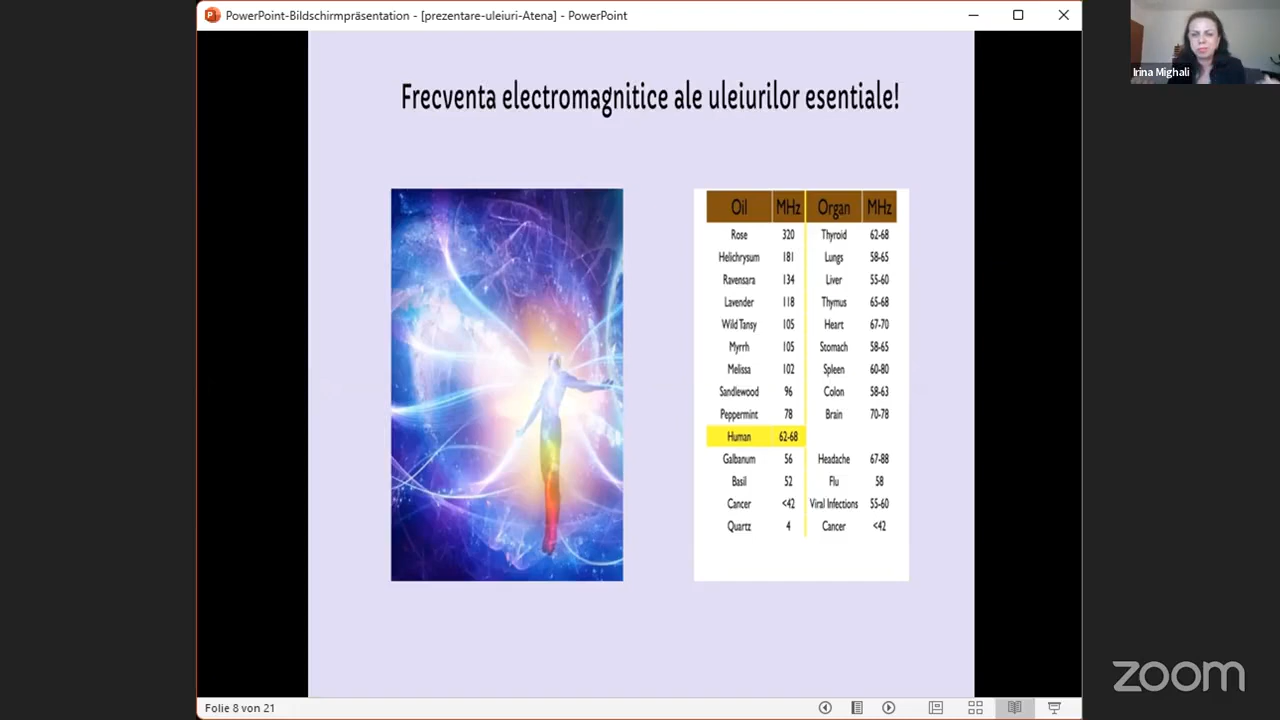 PowerPoint-Bildschirmpräsentation - [prezentare-uleiuri-Atena] - PowerPoint
Irina Mighali
Frecventa electromagnitice ale uleiurilor esentiale!
Oil MHz Organ MHz
Rose 320 Thyroid 62-68
Helichrysum 181 Lungs 58-65
Ravensara 134 Liver 55-60
Lavender 118 Thymus 65-68
Wild Tansy 105 Heart 67-70
Myrrh 105 Stomach 58-65
Melissa 102 Spleen 60-80
Sandlewood 96 Colon 58-63
Peppermint 78 Brain 70-78
Human 62-68
Galbanum 56 Headache 67-88
Basil 52 Flu 58
Cancer <42 Viral Infections 55-60
Quartz 4 Cancer <42
zoom
Folie 8 von 21